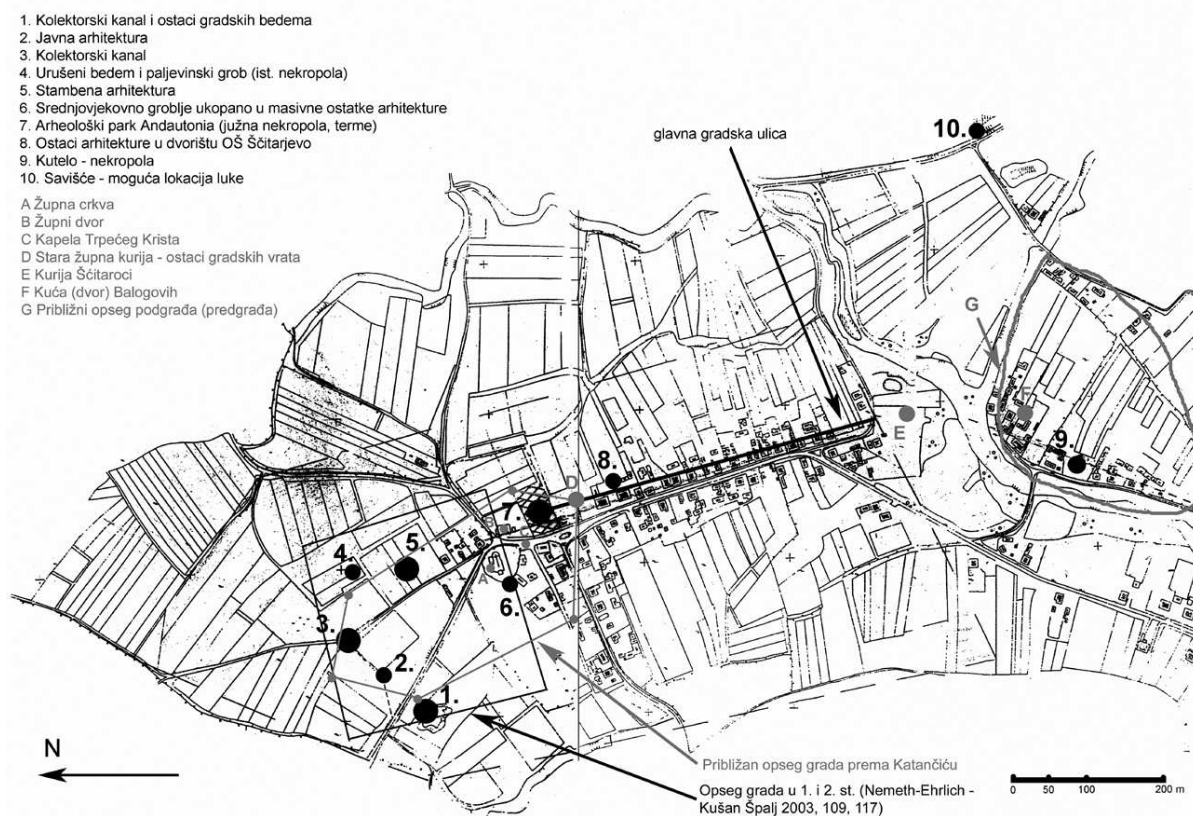 1. Kolektorski kanal i ostaci gradskih bedema
2. Javna arhitektura
3. Kolektorski kanal
4. Urušeni bedem i paljevinski grob (ist. nekropola)
5. Stambena arhitektura
6. Srednjovjekovno groblje ukopano u masivne ostatke arhitekture
7. Arheološki park Andautonia (južna nekropola, terme)
8. Ostaci arhitekture u dvorištu OŠ Ščitarjevo
9. Kutelo - nekropola
10. Savišće - moguća lokacija luke
A Župna crkva
B Župni dvor
C Kapela Trpećeg Krista
D Stara župna kurija - ostaci gradskih vrata
E Kurija Šćitaroci
F Kuća (dvor) Balogovih
G Približni opseg podgrađa (predgrađa)
glavna gradska ulica
10.
G
F
E
9.
8.
D
7.
5.
4.
A
6.
3.
2.
1.
N
Približan opseg grada prema Katančiću
Opseg grada u 1. i 2. st. (Nemeth-Ehrlich -
Kušan Špalj 2003, 109, 117)
0 50 100 200 m